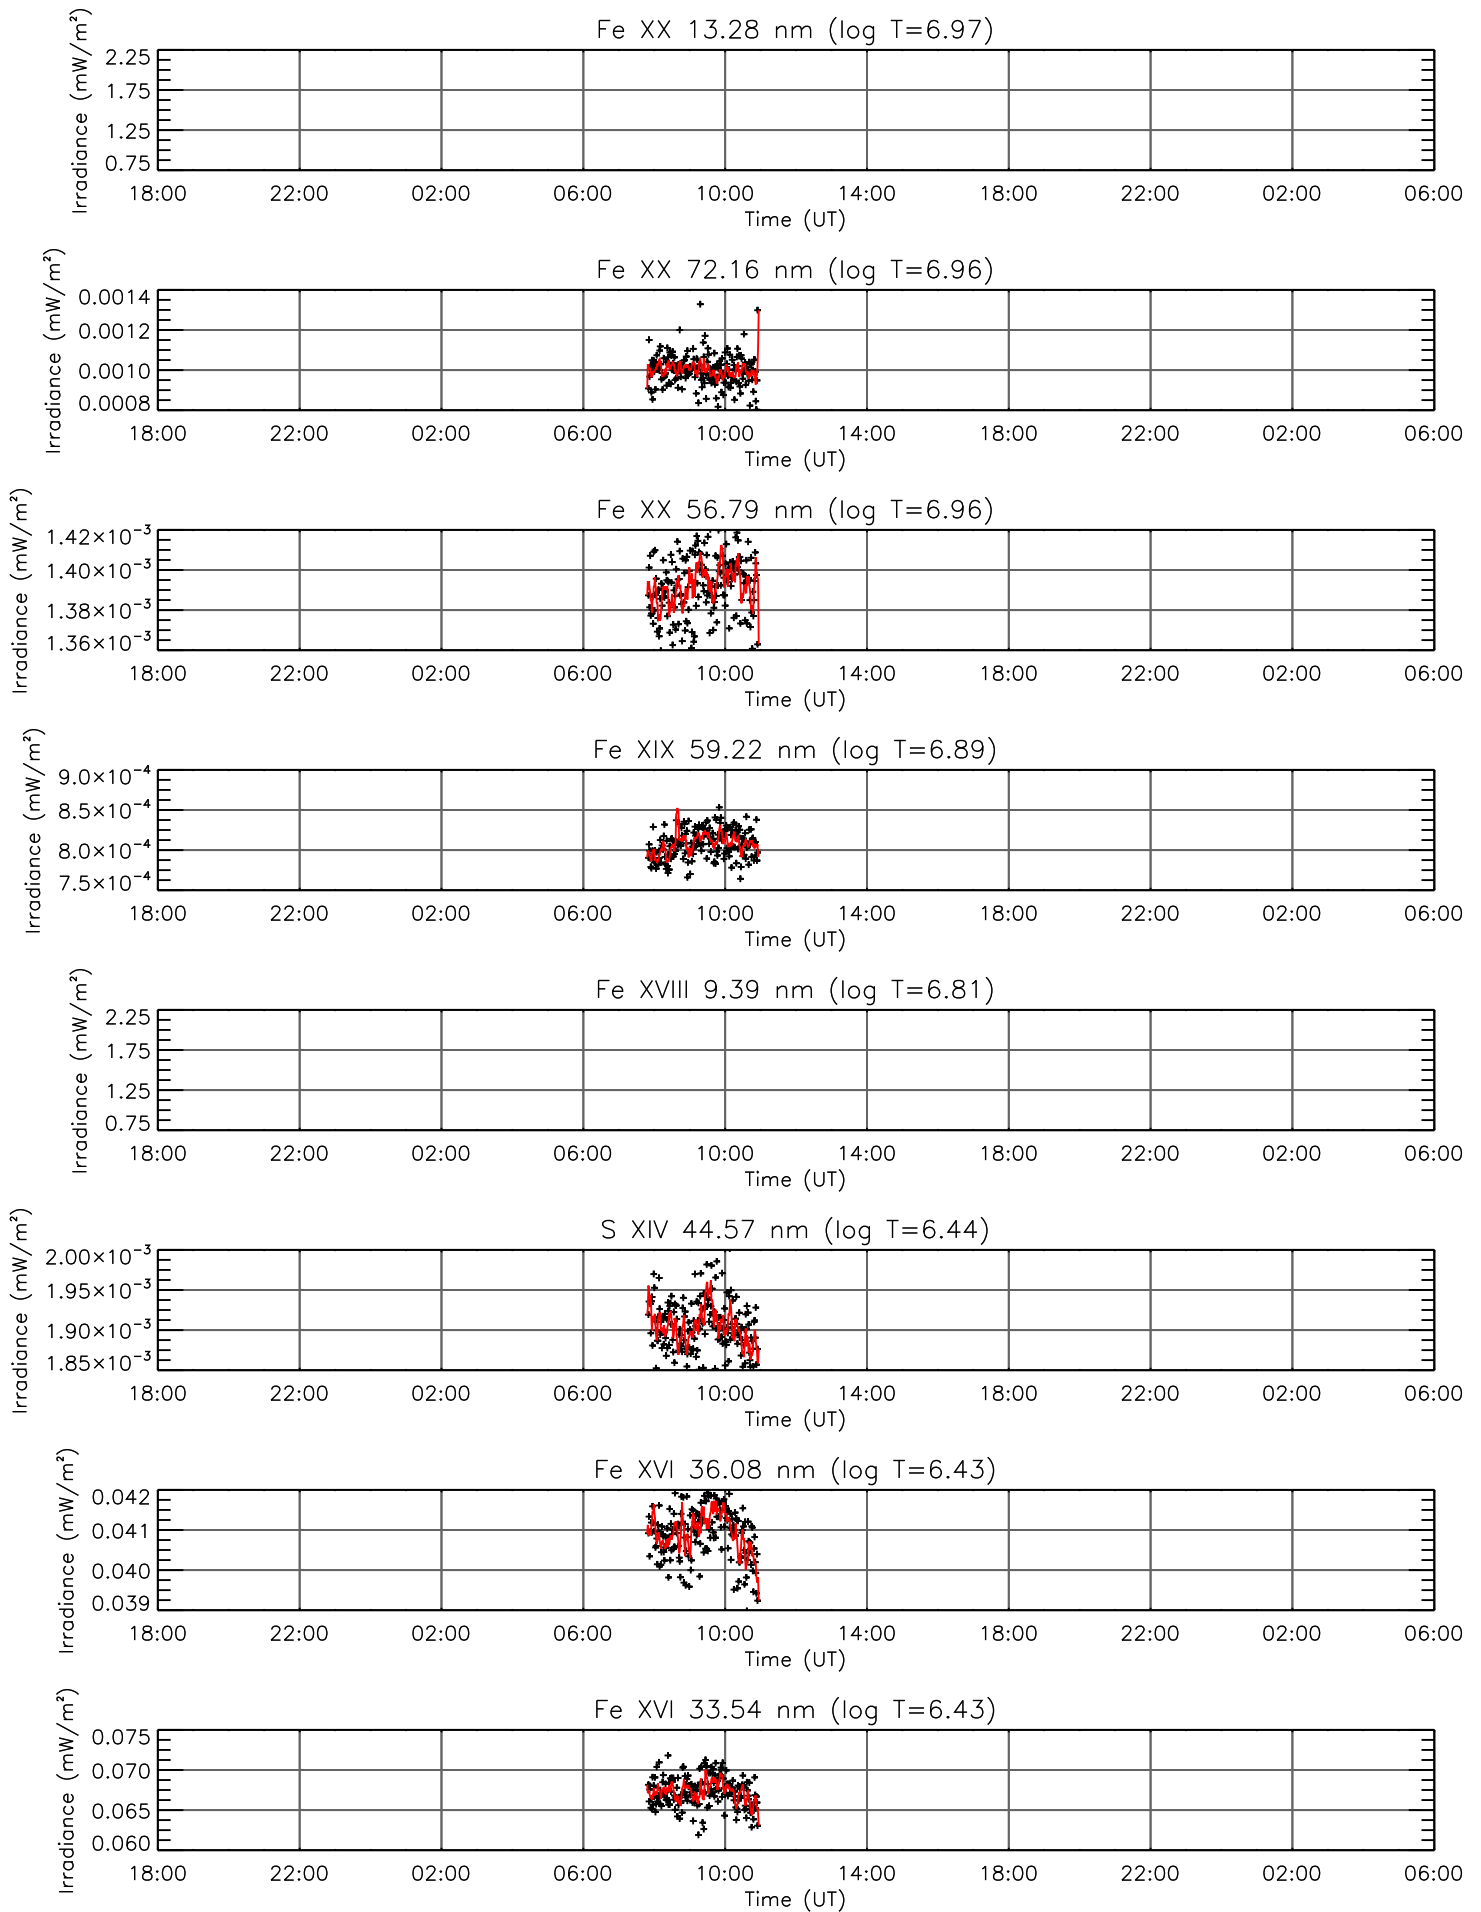 Fe XX 13.28 nm (log T=6.97)
Irradiance (mW/m²)
2.25
1.75
1.25
0.75
18:00 22:00 02:00 06:00 10:00 14:00 18:00 22:00 02:00 06:00
Time (UT)
Fe XX 72.16 nm (log T=6.96)
Irradiance (mW/m²)
0.0014
0.0012
0.0010
0.0008
18:00 22:00 02:00 06:00 10:00 14:00 18:00 22:00 02:00 06:00
Time (UT)
Fe XX 56.79 nm (log T=6.96)
Irradiance (mW/m²)
1.42×10⁻³
1.40×10⁻³
1.38×10⁻³
1.36×10⁻³
18:00 22:00 02:00 06:00 10:00 14:00 18:00 22:00 02:00 06:00
Time (UT)
Fe XIX 59.22 nm (log T=6.89)
Irradiance (mW/m²)
9.0×10⁻⁴
8.5×10⁻⁴
8.0×10⁻⁴
7.5×10⁻⁴
18:00 22:00 02:00 06:00 10:00 14:00 18:00 22:00 02:00 06:00
Time (UT)
Fe XVIII 9.39 nm (log T=6.81)
Irradiance (mW/m²)
2.25
1.75
1.25
0.75
18:00 22:00 02:00 06:00 10:00 14:00 18:00 22:00 02:00 06:00
Time (UT)
S XIV 44.57 nm (log T=6.44)
Irradiance (mW/m²)
2.00×10⁻³
1.95×10⁻³
1.90×10⁻³
1.85×10⁻³
18:00 22:00 02:00 06:00 10:00 14:00 18:00 22:00 02:00 06:00
Time (UT)
Fe XVI 36.08 nm (log T=6.43)
Irradiance (mW/m²)
0.042
0.041
0.040
0.039
18:00 22:00 02:00 06:00 10:00 14:00 18:00 22:00 02:00 06:00
Time (UT)
Fe XVI 33.54 nm (log T=6.43)
Irradiance (mW/m²)
0.075
0.070
0.065
0.060
18:00 22:00 02:00 06:00 10:00 14:00 18:00 22:00 02:00 06:00
Time (UT)